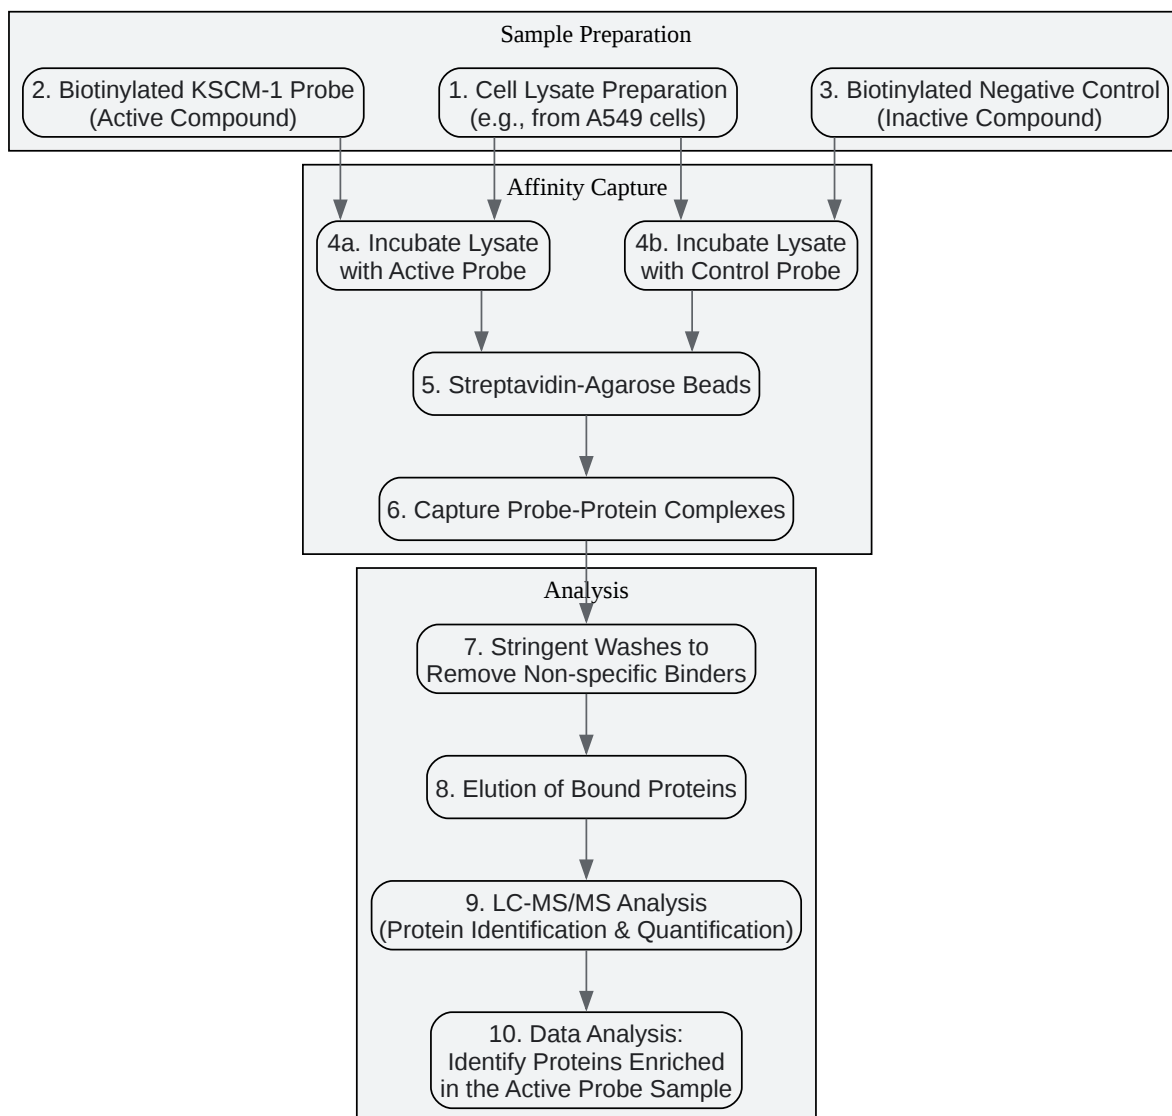 Sample Preparation
2. Biotinylated KSCM-1 Probe
(Active Compound)
1. Cell Lysate Preparation
(e.g., from A549 cells)
3. Biotinylated Negative Control
(Inactive Compound)
Affinity Capture
4a. Incubate Lysate
with Active Probe
4b. Incubate Lysate
with Control Probe
5. Streptavidin-Agarose Beads
6. Capture Probe-Protein Complexes
Analysis
7. Stringent Washes to
Remove Non-specific Binders
8. Elution of Bound Proteins
9. LC-MS/MS Analysis
(Protein Identification & Quantification)
10. Data Analysis:
Identify Proteins Enriched
in the Active Probe Sample